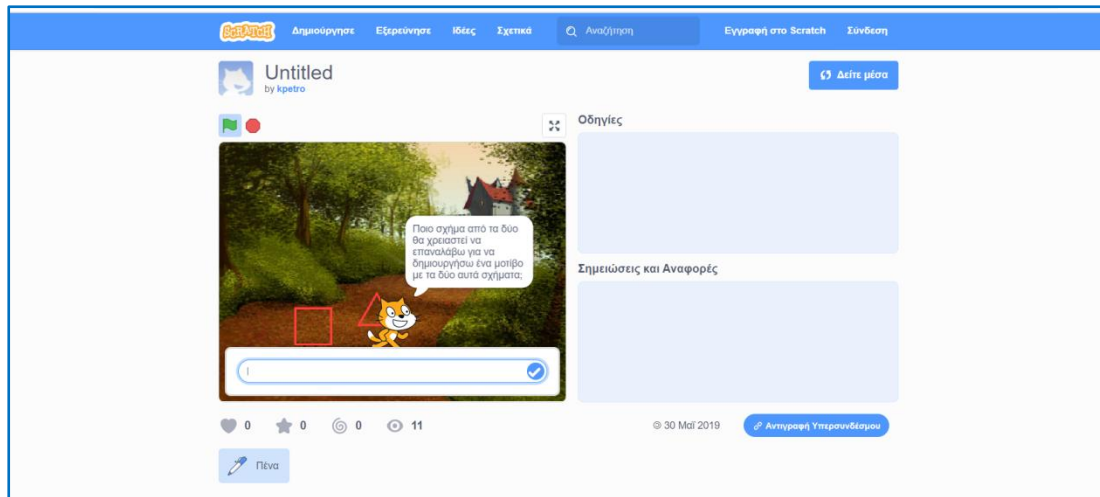 SCRATCH Δημιούργησε Εξερεύνησε Ιδέες Σχετικά Αναζήτηση Εγγραφή στο Scratch Σύνδεση
Untitled
by kpetro
Δείτε μέσα
Οδηγίες
Ποιο σχήμα από τα δύο
θα χρειαστεί να
επαναλάβω για να
δημιουργήσω ένα μοτίβο
με τα δύο αυτά σχήματα;
Σημειώσεις και Αναφορές
0 0 0 11
© 30 Μαΐ 2019
Αντιγραφή Υπερσυνδέσμου
Πένα